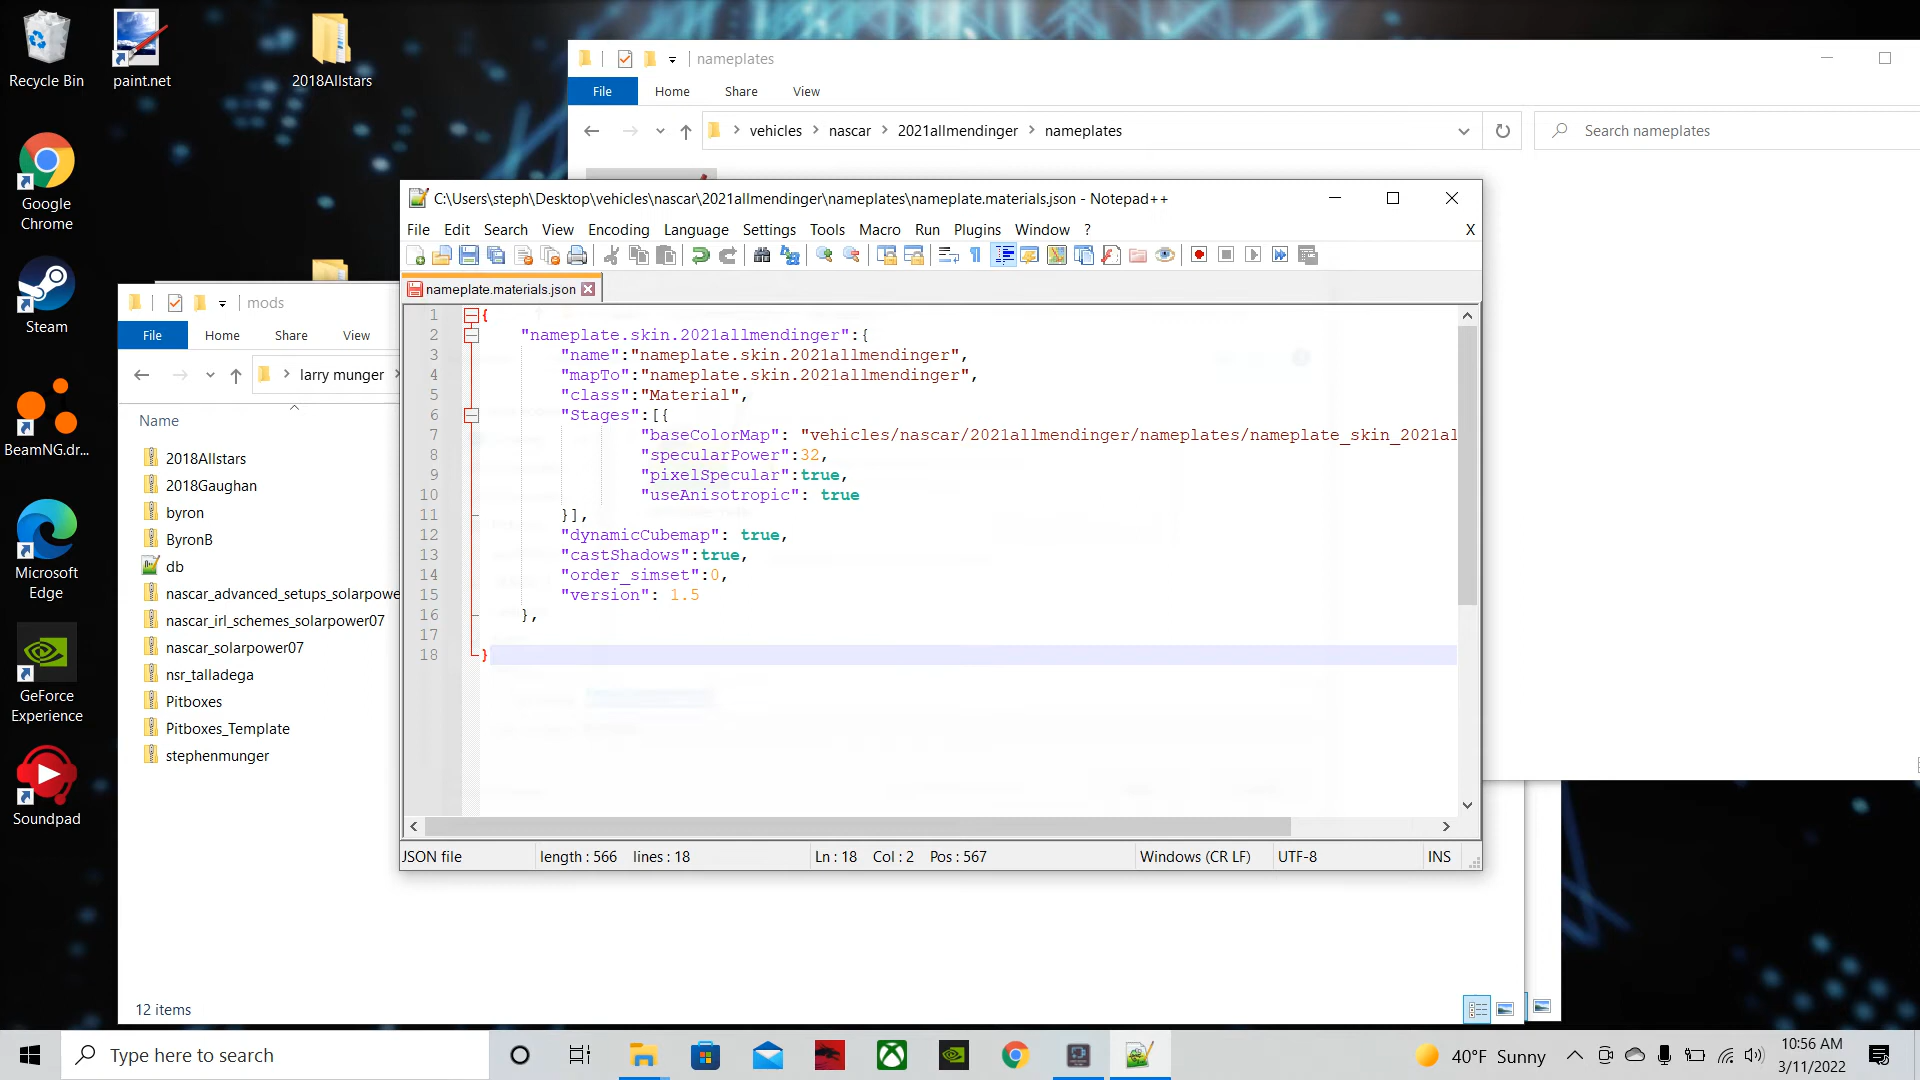 Recycle Bin
paint.net
2018Allstars
Google
Chrome
Steam
BeamNG.dr...
Microsoft
Edge
GeForce
Experience
Soundpad
nameplates
File Home Share View
vehicles nascar 2021allmendinger nameplates
Search nameplates
mods
File Home Share View
larry munger
Name
2018Allstars
2018Gaughan
byron
ByronB
db
nascar_advanced_setups_solarpowe
nascar_irl_schemes_solarpower07
nascar_solarpower07
nsr_talladega
Pitboxes
Pitboxes_Template
stephenmunger
12 items
C:\Users\steph\Desktop\vehicles\nascar\2021allmendinger\nameplates\nameplate.materials.json - Notepad++
File Edit Search View Encoding Language Settings Tools Macro Run Plugins Window ? X
nameplate.materials.json
1 {
2 "nameplate.skin.2021allmendinger":{
3 "name":"nameplate.skin.2021allmendinger",
4 "mapTo":"nameplate.skin.2021allmendinger",
5 "class":"Material",
6 "Stages":[{
7 "baseColorMap": "vehicles/nascar/2021allmendinger/nameplates/nameplate_skin_2021al
8 "specularPower":32,
9 "pixelSpecular":true,
10 "useAnisotropic": true
11 }],
12 "dynamicCubemap": true,
13 "castShadows":true,
14 "order_simset":0,
15 "version": 1.5
16 },
17
18 }
JSON file length : 566 lines : 18 Ln : 18 Col : 2 Pos : 567 Windows (CR LF) UTF-8 INS
Type here to search
40°F Sunny
10:56 AM
3/11/2022